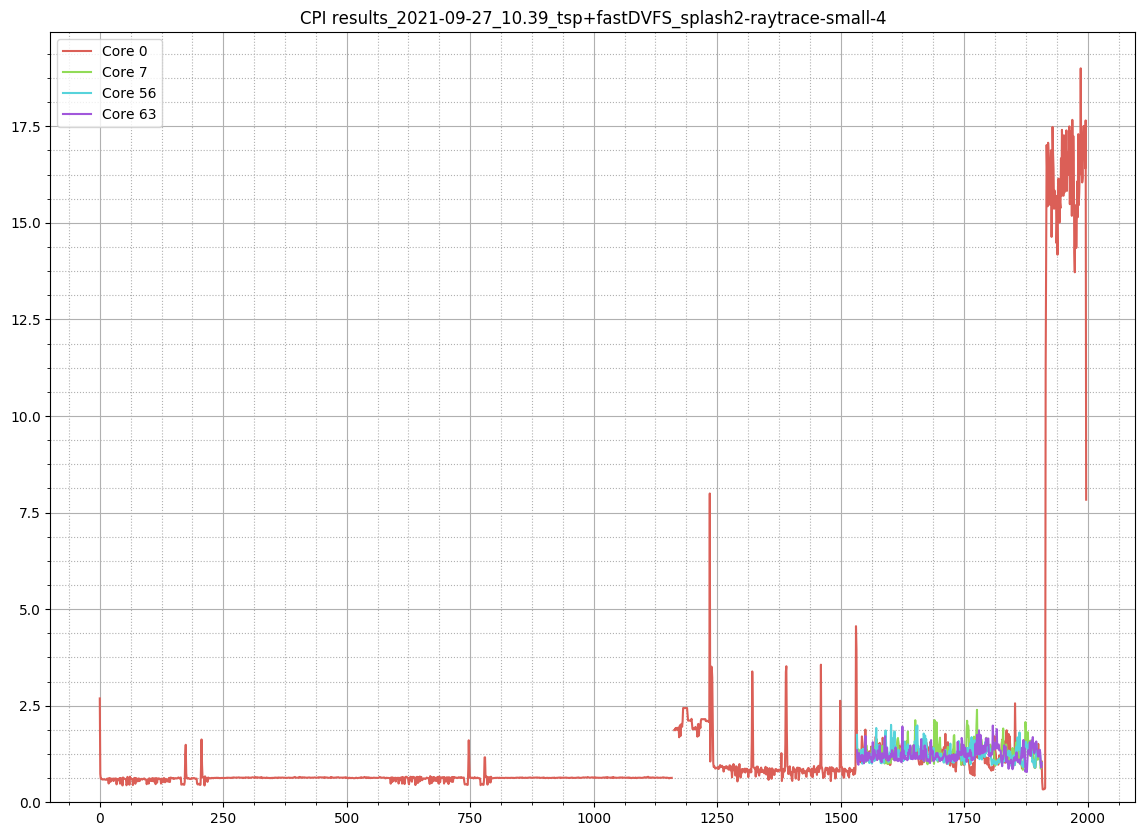 CPI results_2021-09-27_10.39_tsp+fastDVFS_splash2-raytrace-small-4
Core 0
Core 7
Core 56
Core 63
17.5
15.0
12.5
10.0
7.5
5.0
2.5
0.0
0 250 500 750 1000 1250 1500 1750 2000